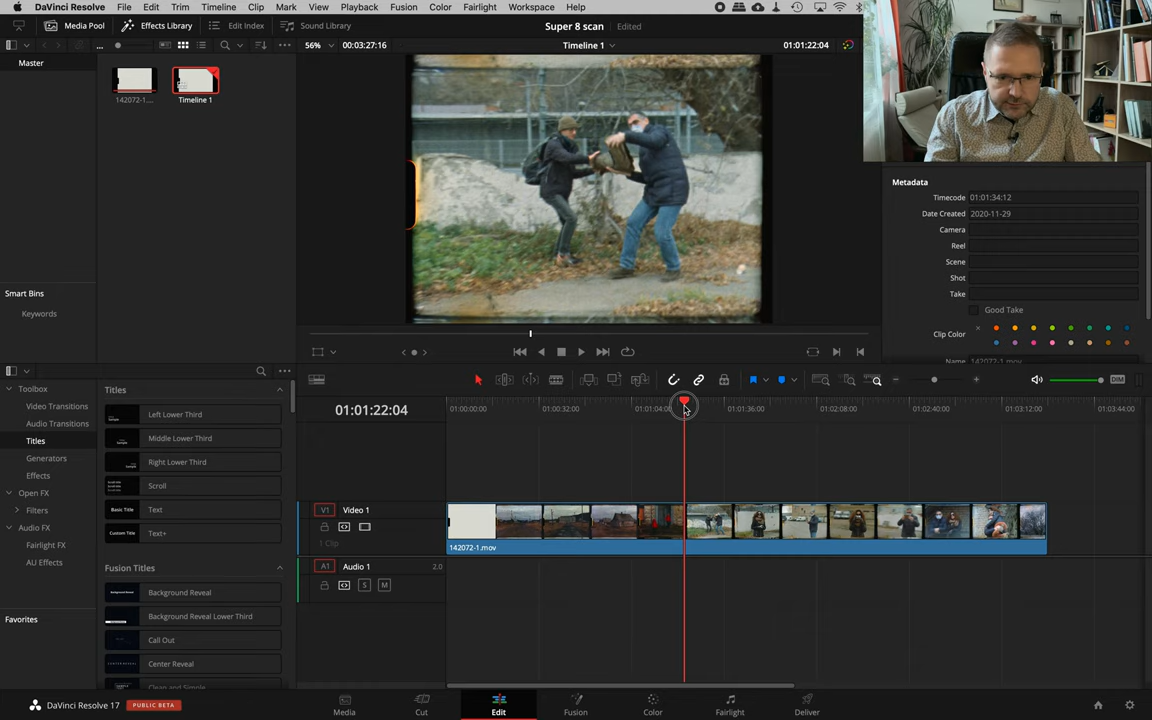 DaVinci Resolve File Edit Trim Timeline Clip Mark View Playback Fusion Color Fairlight Workspace Help
Media Pool Effects Library Edit Index Sound Library Super 8 scan Edited
... 56% 00:03:27:16 Timeline 1 01:01:22:04
Master
142072-1.... Timeline 1
Smart Bins
Keywords
Metadata
Timecode 01:01:34:12
Date Created 2020-11-29
Camera
Reel
Scene
Shot
Take
Good Take
Clip Color
Name 142072-1.mov
Toolbox
Video Transitions
Audio Transitions
Titles
Generators
Effects
Open FX
Filters
Audio FX
Fairlight FX
AU Effects
Favorites
Titles
Left Lower Third
Middle Lower Third
Right Lower Third
Scroll
Basic Title Text
Custom Title Text+
Fusion Titles
Background Reveal
Background Reveal Lower Third
Call Out
Center Reveal
Clean and Simple
DIM
01:01:22:04
01:00:00:00 01:00:32:00 01:01:04:00 01:01:36:00 01:02:08:00 01:02:40:00 01:03:12:00 01:03:44:00
V1 Video 1
1 Clip
142072-1.mov
A1 Audio 1 2.0
S M
DaVinci Resolve 17 PUBLIC BETA
Media Cut Edit Fusion Color Fairlight Deliver